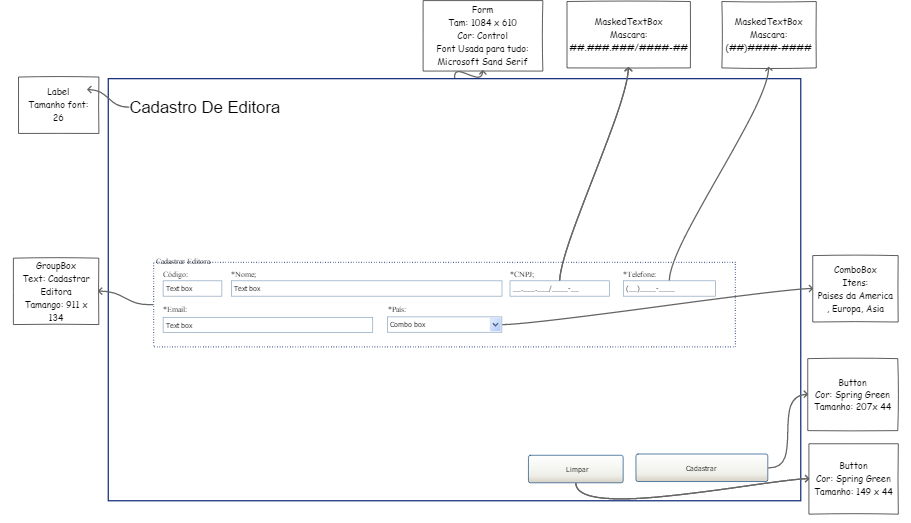 Form
Tam: 1084 x 610
Cor: Control
Font Usada para tudo:
Microsoft Sand Serif
MaskedTextBox
Mascara:
##.###.###/####-##
MaskedTextBox
Mascara:
(##)####-####
Label
Tamanho font:
26
Cadastro De Editora
GroupBox
Text: Cadastrar
Editora
Tamango: 911 x
134
Cadastrar Editora
Código:
*Nome;
*CNPJ;
*Telefone:
Text box
Text box
__.___.___/____-__
(__)____-____
*Email:
*País:
Text box
Combo box
ComboBox
Itens:
Paises da America
, Europa, Asia
Button
Cor: Spring Green
Tamanho: 207x 44
Limpar
Cadastrar
Button
Cor: Spring Green
Tamanho: 149 x 44